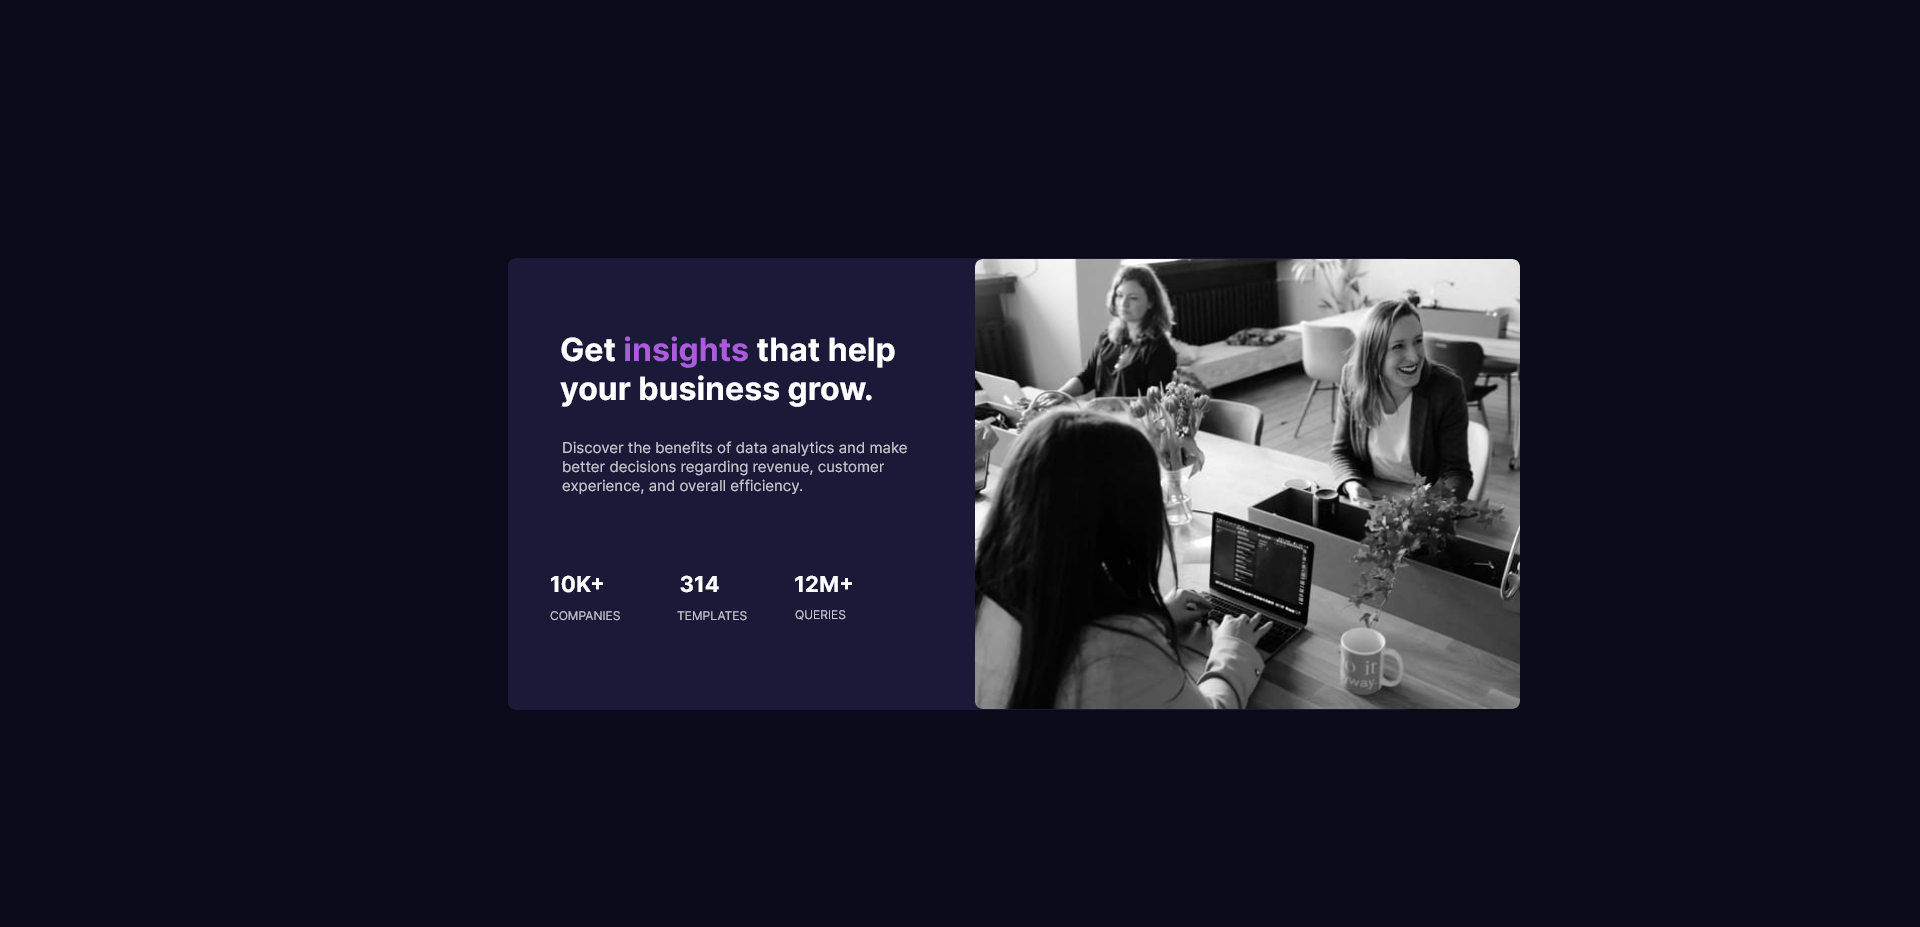 Get insights that help
your business grow.
Discover the benefits of data analytics and make
better decisions regarding revenue, customer
experience, and overall efficiency.
10K+ 314 12M+
COMPANIES TEMPLATES QUERIES